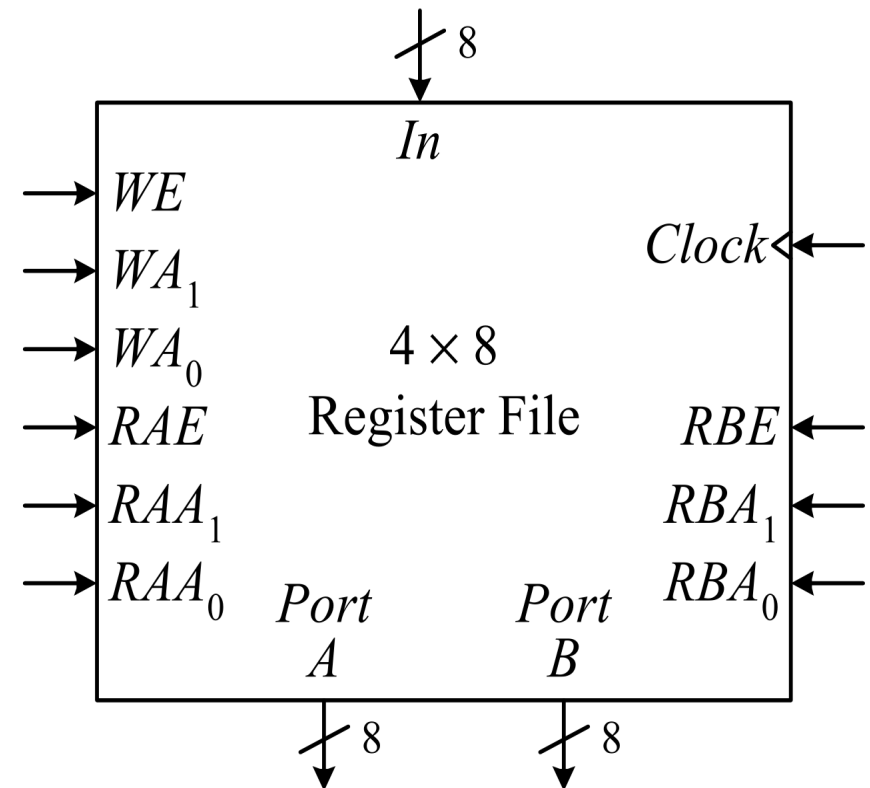 8
In
WE
Clock
WA₁
WA₀
4 × 8
Register File
RAE
RBE
RAA₁
RBA₁
RAA₀
RBA₀
Port
A
Port
B
8
8